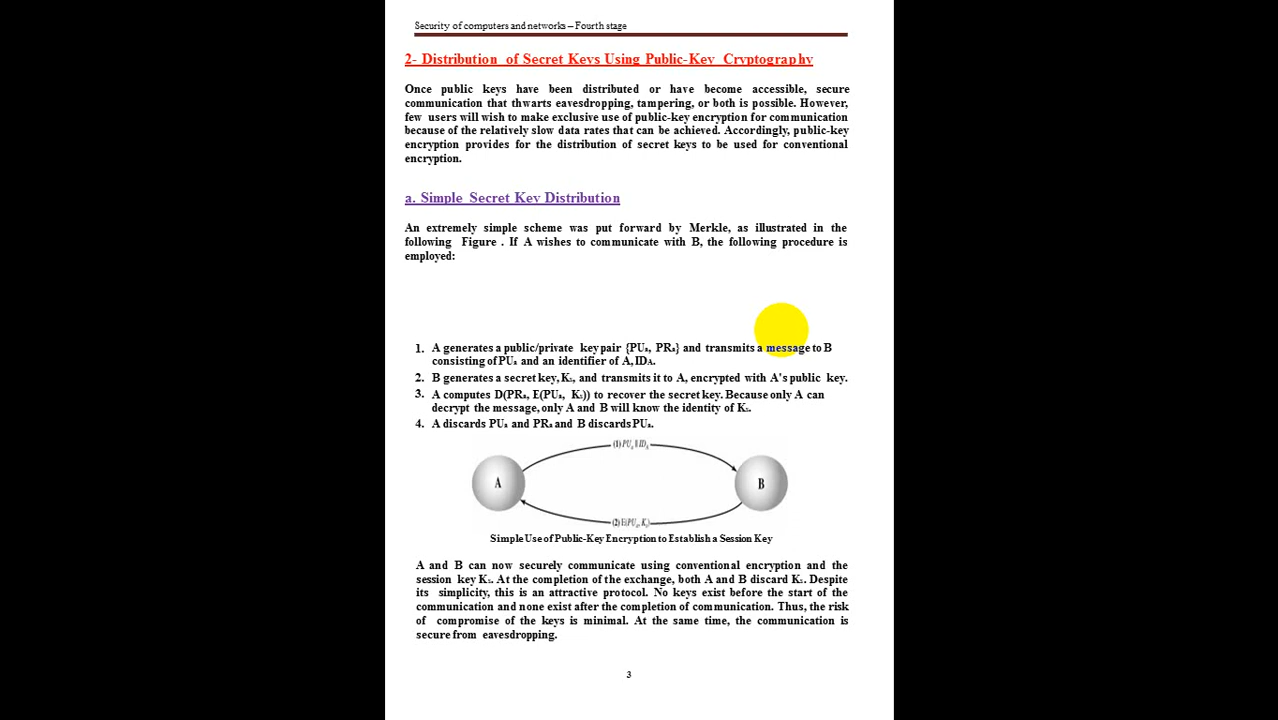 Security of computers and networks – Fourth stage
2- Distribution of Secret Keys Using Public-Key Cryptography
Once public keys have been distributed or have become accessible, secure
communication that thwarts eavesdropping, tampering, or both is possible. However,
few users will wish to make exclusive use of public-key encryption for communication
because of the relatively slow data rates that can be achieved. Accordingly, public-key
encryption provides for the distribution of secret keys to be used for conventional
encryption.
a. Simple Secret Key Distribution
An extremely simple scheme was put forward by Merkle, as illustrated in the
following Figure . If A wishes to communicate with B, the following procedure is
employed:
1. A generates a public/private key pair {PUa, PRa} and transmits a message to B
consisting of PUa and an identifier of A, IDA.
2. B generates a secret key, Ks, and transmits it to A, encrypted with A's public key.
3. A computes D(PRa, E(PUa, Ks)) to recover the secret key. Because only A can
decrypt the message, only A and B will know the identity of Ks.
4. A discards PUa and PRa and B discards PUa.
(1) PUa || IDA
A
B
(2) E(PUa, Ks)
Simple Use of Public-Key Encryption to Establish a Session Key
A and B can now securely communicate using conventional encryption and the
session key Ks. At the completion of the exchange, both A and B discard Ks. Despite
its simplicity, this is an attractive protocol. No keys exist before the start of the
communication and none exist after the completion of communication. Thus, the risk
of compromise of the keys is minimal. At the same time, the communication is
secure from eavesdropping.
3